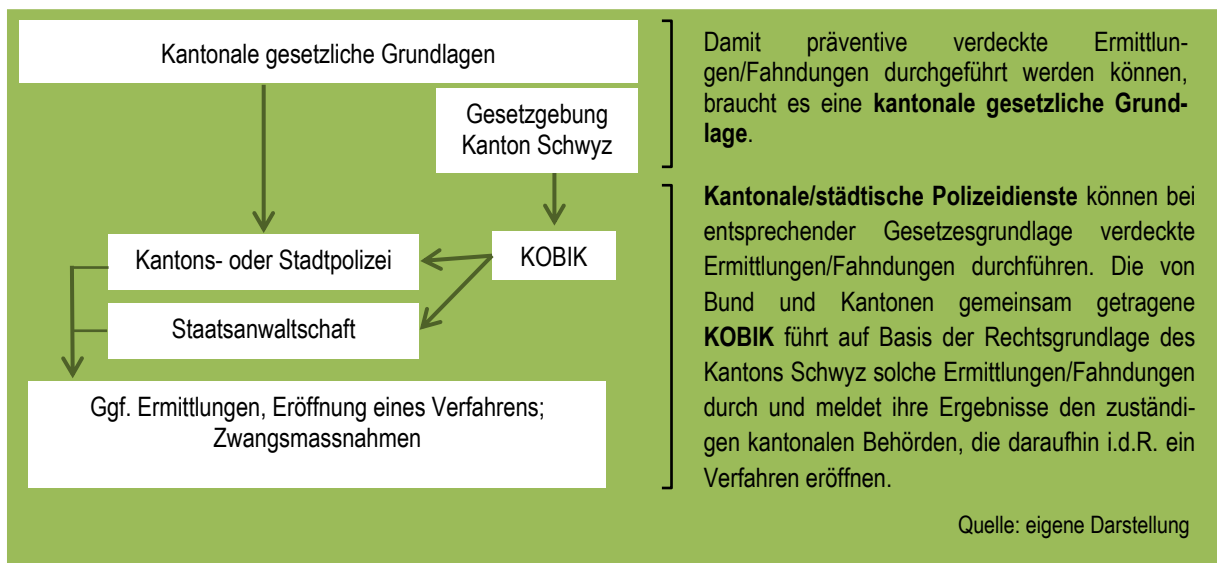 Kantonale gesetzliche Grundlagen
Gesetzgebung
Kanton Schwyz
Kantons- oder Stadtpolizei
KOBIK
Staatsanwaltschaft
Ggf. Ermittlungen, Eröffnung eines Verfahrens;
Zwangsmassnahmen
Damit präventive verdeckte Ermittlun-
gen/Fahndungen durchgeführt werden können,
braucht es eine kantonale gesetzliche Grund-
lage.
Kantonale/städtische Polizeidienste können bei
entsprechender Gesetzesgrundlage verdeckte
Ermittlungen/Fahndungen durchführen. Die von
Bund und Kantonen gemeinsam getragene
KOBIK führt auf Basis der Rechtsgrundlage des
Kantons Schwyz solche Ermittlungen/Fahndungen
durch und meldet ihre Ergebnisse den zuständi-
gen kantonalen Behörden, die daraufhin i.d.R. ein
Verfahren eröffnen.
Quelle: eigene Darstellung